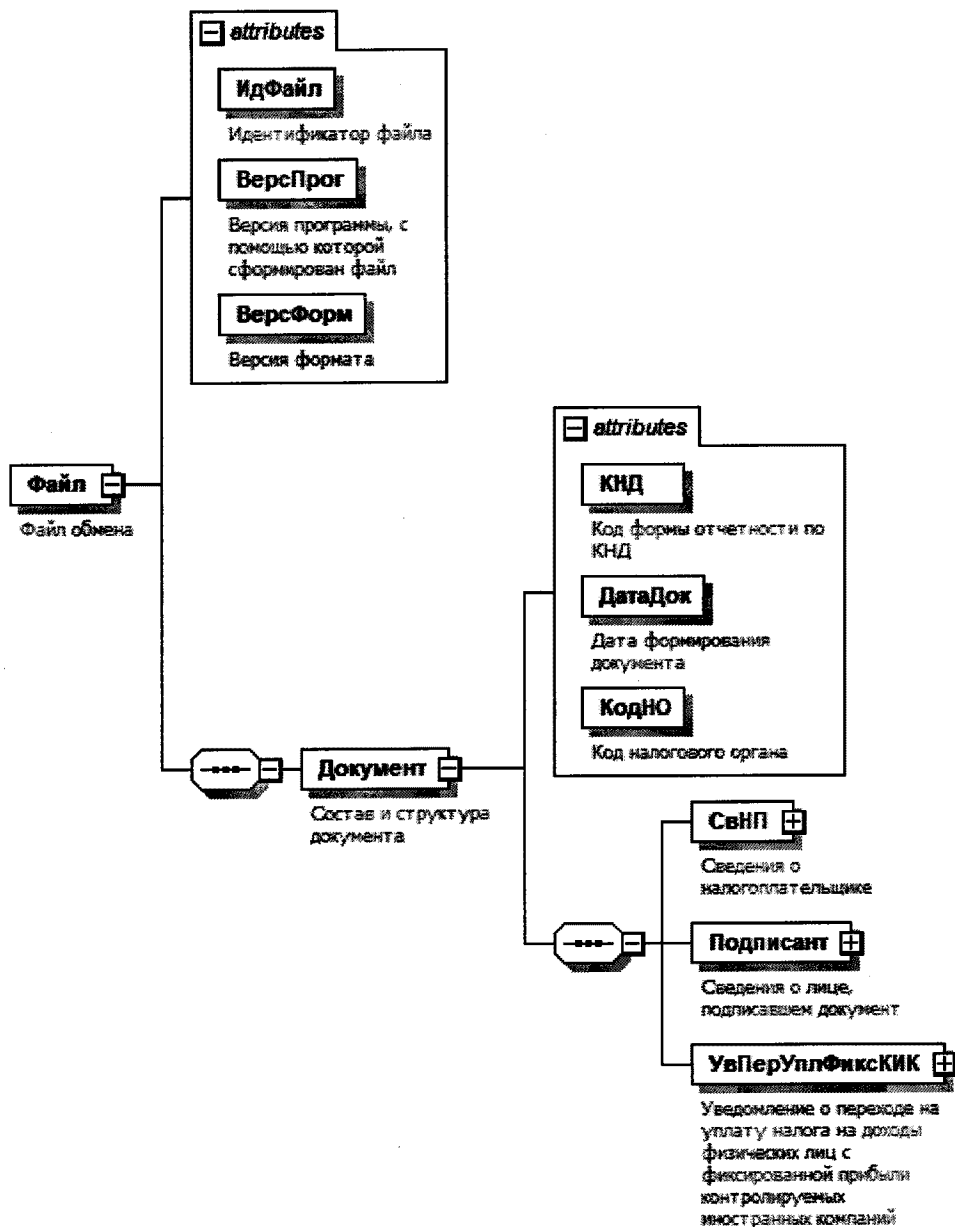 attributes
ИдФайл
Идентификатор файла
ВерсПрог
Версия программы, с
помощью которой
сформирован файл
ВерсФорм
Версия формата
Файл
Файл обмена
attributes
КНД
Код формы отчетности по
КНД
ДатаДок
Дата формирования
документа
КодНО
Код налогового органа
Документ
Состав и структура
документа
СвНП
Сведения о
налогоплательщике
Подписант
Сведения о лице,
подписавшем документ
УвПерУплФиксКИК
Уведомление о переходе на
уплату налога на доходы
физических лиц с
фиксированной прибыли
контролируемых
иностранных компаний